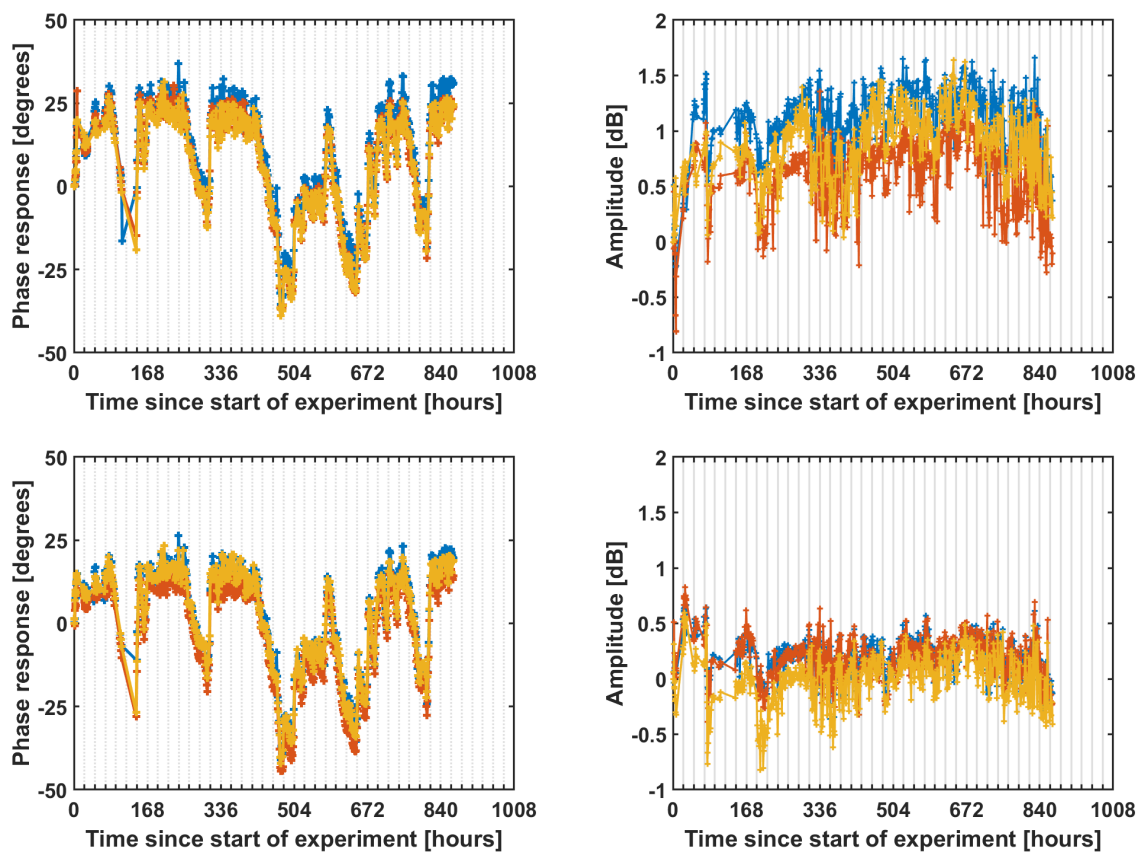 Phase response [degrees]
50
25
0
-25
-50
0 168 336 504 672 840 1008
Time since start of experiment [hours]
Amplitude [dB]
2
1.5
1
0.5
0
-0.5
-1
0 168 336 504 672 840 1008
Time since start of experiment [hours]
Phase response [degrees]
50
25
0
-25
-50
0 168 336 504 672 840 1008
Time since start of experiment [hours]
Amplitude [dB]
2
1.5
1
0.5
0
-0.5
-1
0 168 336 504 672 840 1008
Time since start of experiment [hours]